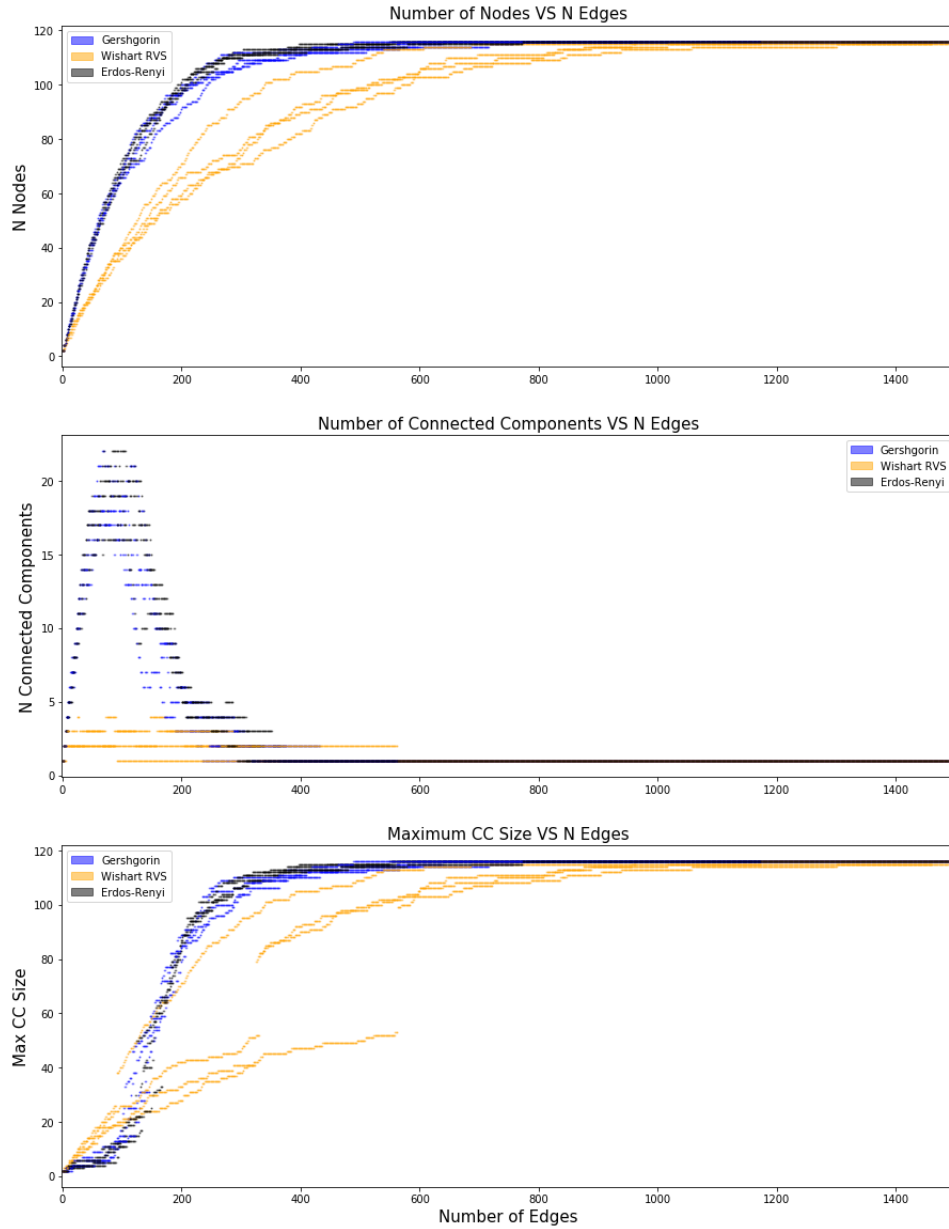 Number of Nodes VS N Edges
120
100
80
60
40
20
0
N Nodes
Gershgorin
Wishart RVS
Erdos-Renyi
0 200 400 600 800 1000 1200 1400
Number of Connected Components VS N Edges
20
15
10
5
0
N Connected Components
Gershgorin
Wishart RVS
Erdos-Renyi
0 200 400 600 800 1000 1200 1400
Maximum CC Size VS N Edges
120
100
80
60
40
20
0
Max CC Size
Gershgorin
Wishart RVS
Erdos-Renyi
0 200 400 600 800 1000 1200 1400
Number of Edges